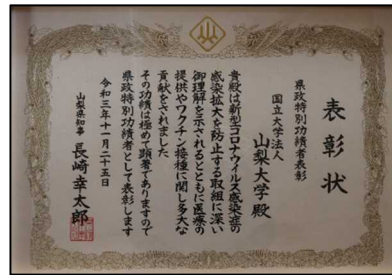 表彰状
県政特別功績者表彰
国立大学法人
山梨大学殿
貴殿は新型コロナウイルス感染症の
感染拡大を防止する取組に深い
御理解を示されるとともに医療の
提供やワクチン接種に関し多大な
貢献をされました
その功績は極めて顕著でありますので
県政特別功績者として表彰します
令和三年十一月二十五日
山梨県知事 長崎幸太郎